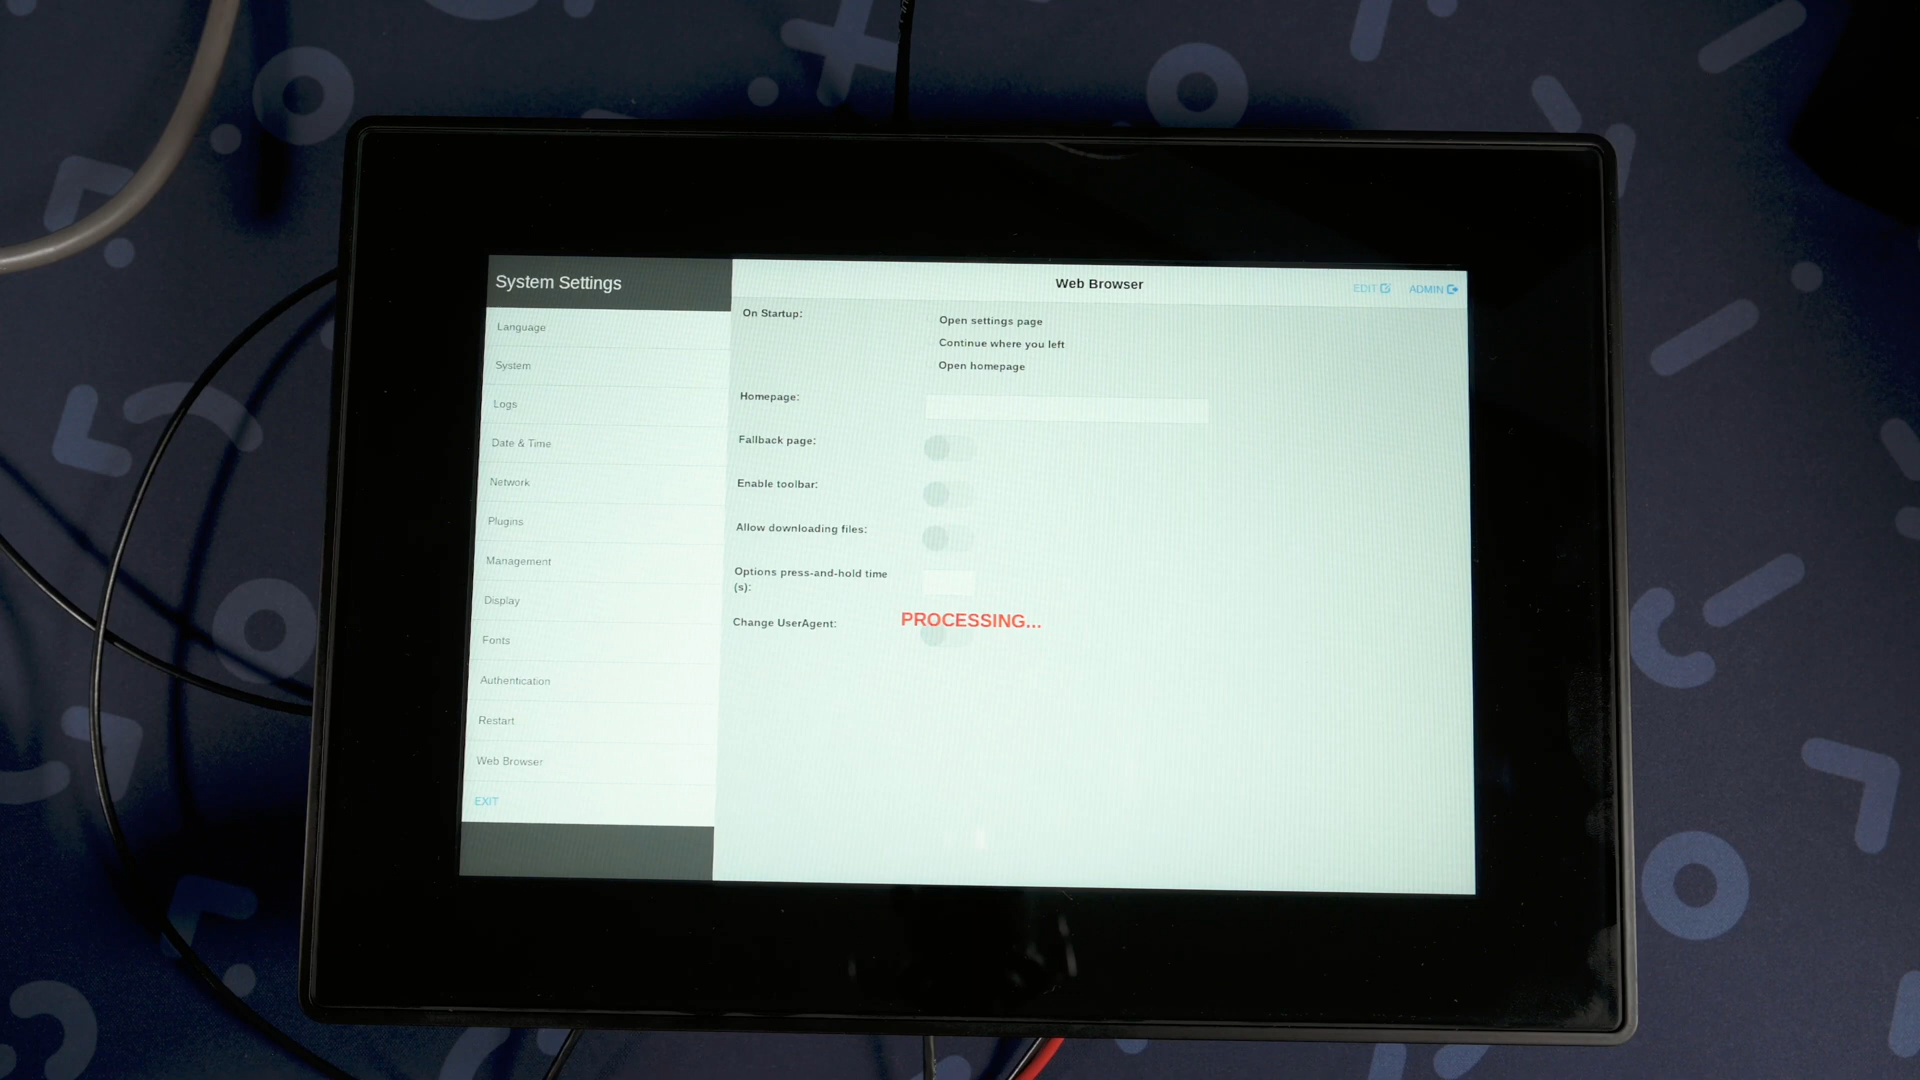 System Settings
Language
System
Logs
Date & Time
Network
Plugins
Management
Display
Fonts
Authentication
Restart
Web Browser
EXIT
Web Browser
EDIT
ADMIN
On Startup:
Open settings page
Continue where you left
Open homepage
Homepage:
Fallback page:
Enable toolbar:
Allow downloading files:
Options press-and-hold time
(s):
Change UserAgent:
PROCESSING...